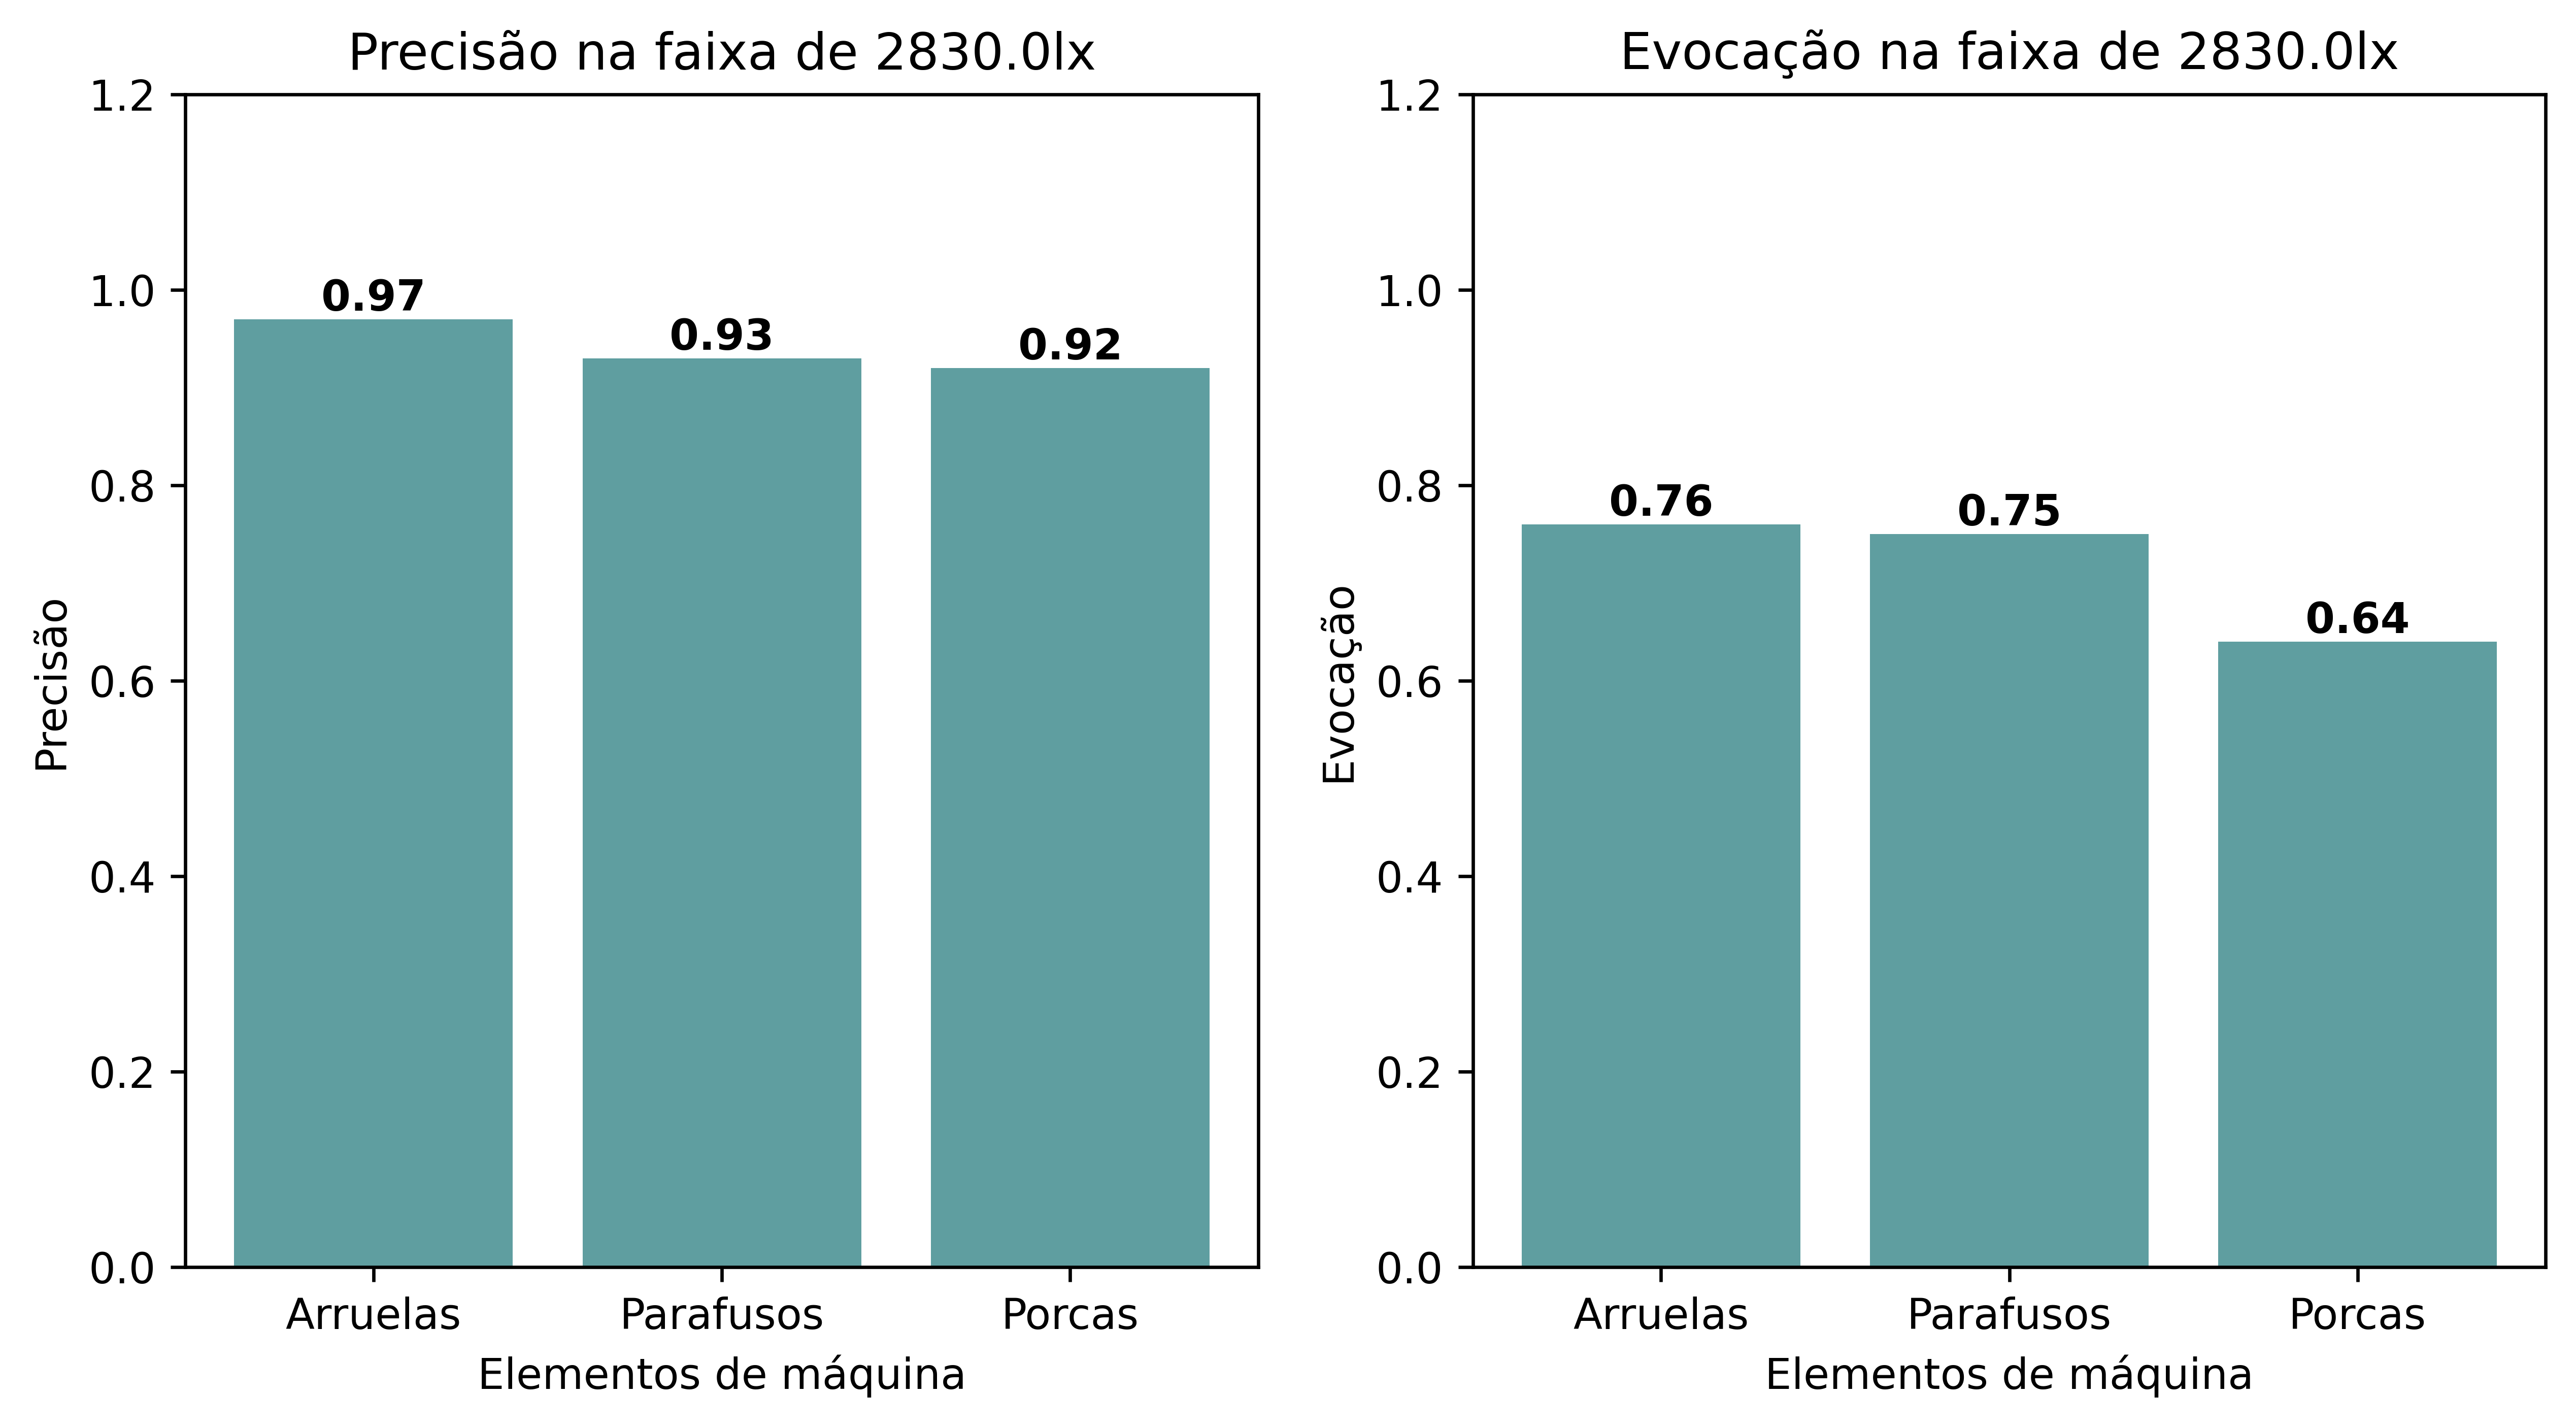 Precisão na faixa de 2830.0lx
1.2
1.0
0.8
0.6
0.4
0.2
0.0
Precisão
0.97
0.93
0.92
Arruelas
Parafusos
Porcas
Elementos de máquina
Evocação na faixa de 2830.0lx
1.2
1.0
0.8
0.6
0.4
0.2
0.0
Evocação
0.76
0.75
0.64
Arruelas
Parafusos
Porcas
Elementos de máquina